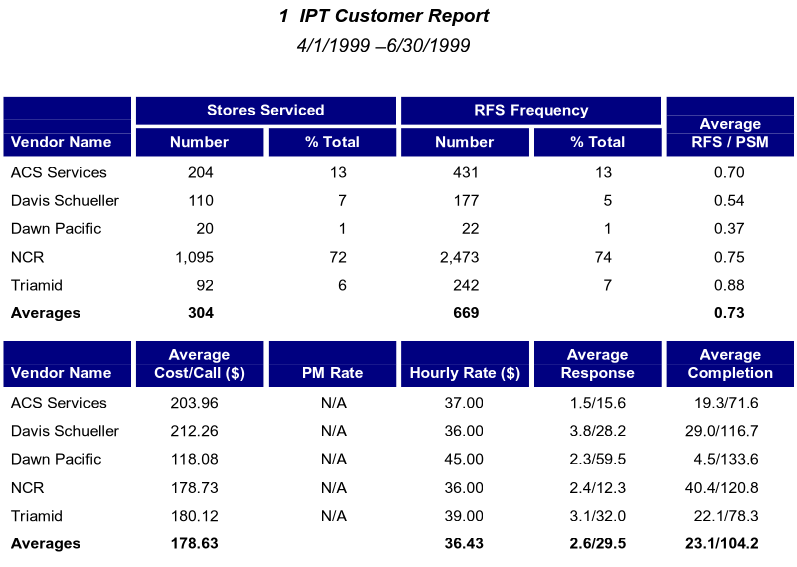 1 IPT Customer Report
4/1/1999 –6/30/1999
Stores Serviced RFS Frequency Average
Vendor Name Number % Total Number % Total RFS / PSM
ACS Services 204 13 431 13 0.70
Davis Schueller 110 7 177 5 0.54
Dawn Pacific 20 1 22 1 0.37
NCR 1,095 72 2,473 74 0.75
Triamid 92 6 242 7 0.88
Averages 304 669 0.73
Average Average Average
Vendor Name Cost/Call ($) PM Rate Hourly Rate ($) Response Completion
ACS Services 203.96 N/A 37.00 1.5/15.6 19.3/71.6
Davis Schueller 212.26 N/A 36.00 3.8/28.2 29.0/116.7
Dawn Pacific 118.08 N/A 45.00 2.3/59.5 4.5/133.6
NCR 178.73 N/A 36.00 2.4/12.3 40.4/120.8
Triamid 180.12 N/A 39.00 3.1/32.0 22.1/78.3
Averages 178.63 36.43 2.6/29.5 23.1/104.2